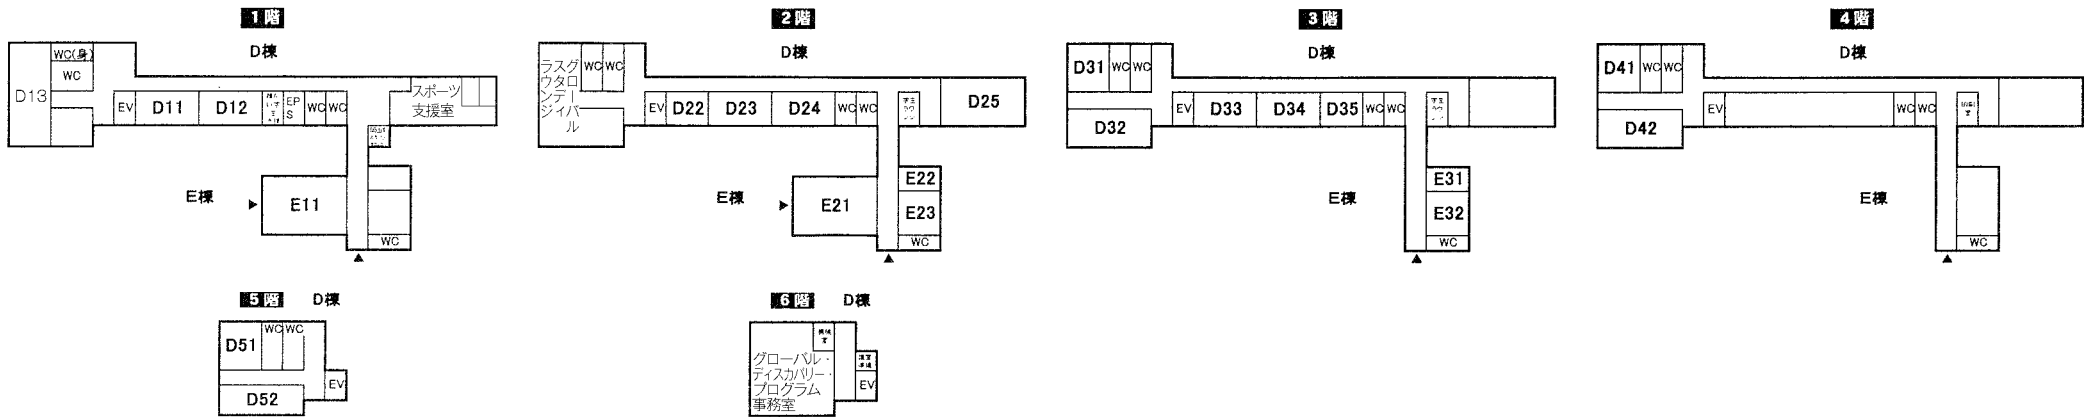 1階
D棟
WC(身)
WC
D13
EV
D11
D12
EPS
WC
WC
スポーツ
支援室
E棟
E11
WC
2階
D棟
グローバル
スタディ
ラウンジ
WC
WC
EV
D22
D23
D24
WC
WC
D25
E棟
E21
E22
E23
WC
3階
D棟
D31
WC
WC
D32
EV
D33
D34
D35
WC
WC
E棟
E31
E32
WC
4階
D棟
D41
WC
WC
D42
EV
WC
WC
E棟
WC
5階
D棟
D51
WC
WC
D52
EV
6階
D棟
グローバル・
ディスカバリー・
プログラム
事務室
EV